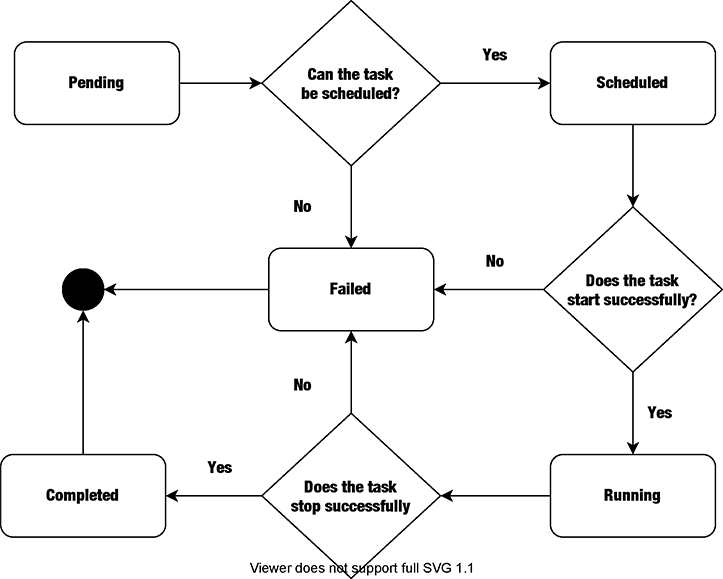 Pending
Can the task
be scheduled?
Yes
Scheduled
No
Failed
No
Does the task
start successfully?
No
Yes
Completed
Yes
Does the task
stop successfully
Running
Viewer does not support full SVG 1.1